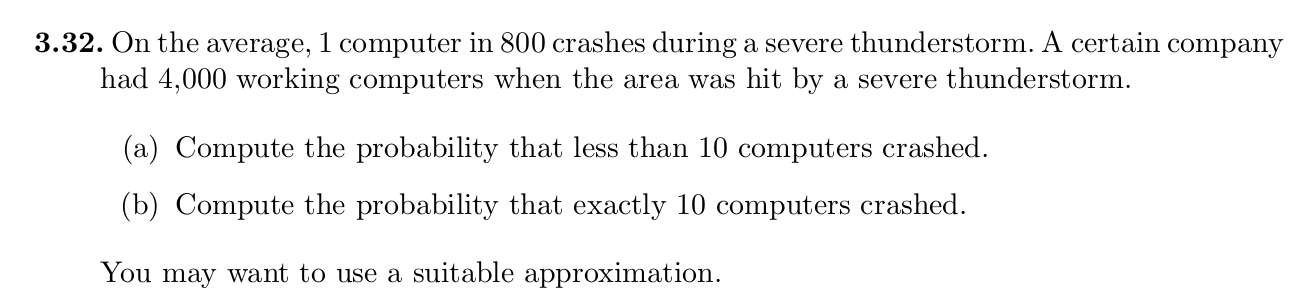 3.32. On the average, 1 computer in 800 crashes during a severe thunderstorm. A certain company
had 4,000 working computers when the area was hit by a severe thunderstorm.
(a) Compute the probability that less than 10 computers crashed.
(b) Compute the probability that exactly 10 computers crashed.
You may want to use a suitable approximation.